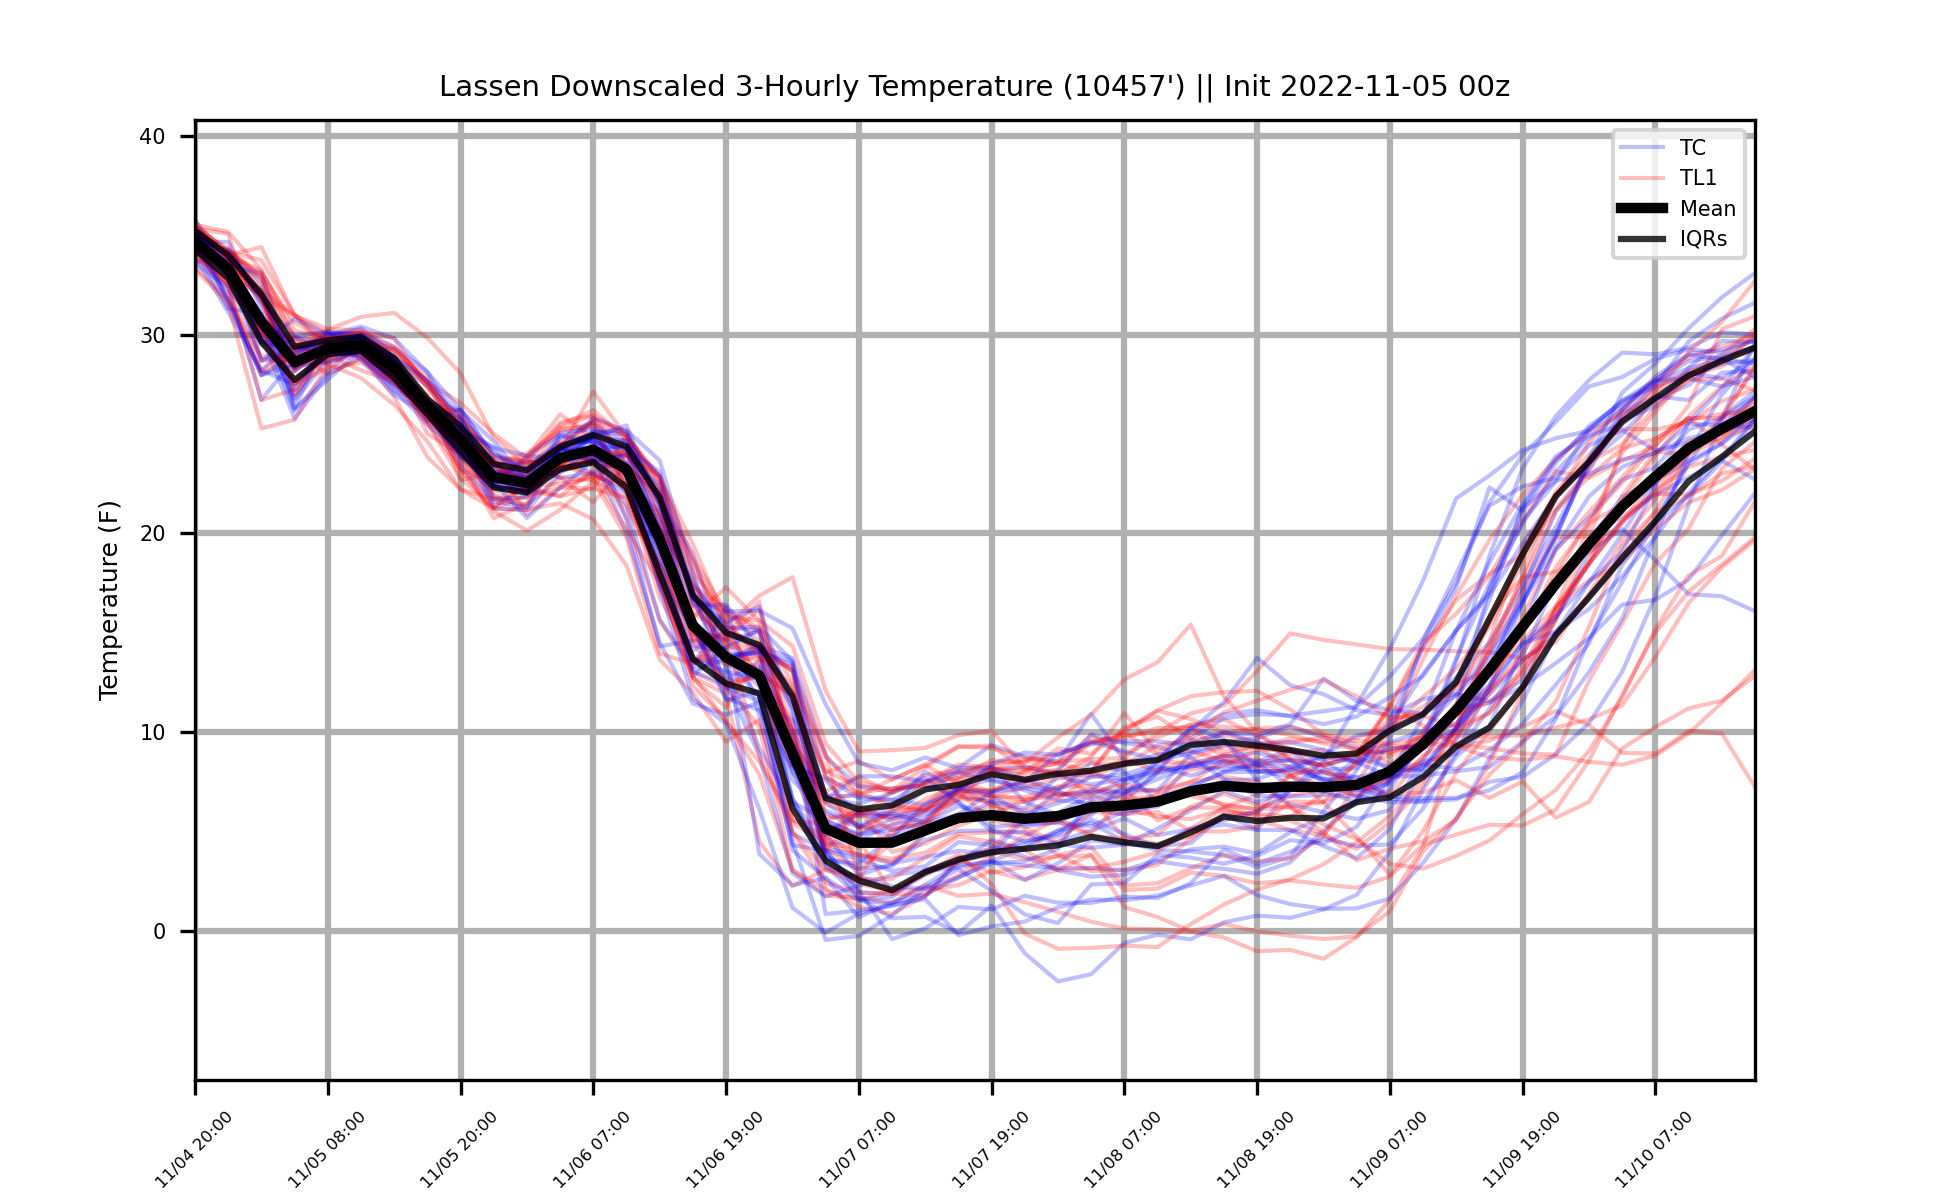 Lassen Downscaled 3-Hourly Temperature (10457') || Init 2022-11-05 00z
TC
TL1
Mean
IQRs
Temperature (F)
40
30
20
10
0
11/04 20:00
11/05 08:00
11/05 20:00
11/06 07:00
11/06 19:00
11/07 07:00
11/07 19:00
11/08 07:00
11/08 19:00
11/09 07:00
11/09 19:00
11/10 07:00